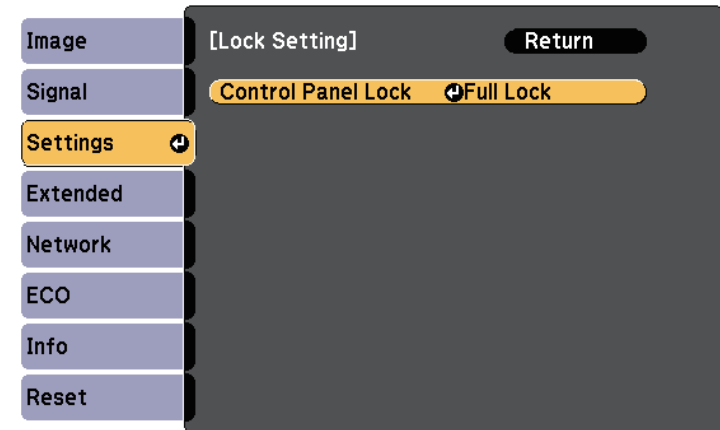 Image
Signal
Settings
Extended
Network
ECO
Info
Reset
[Lock Setting]
Return
Control Panel Lock Full Lock